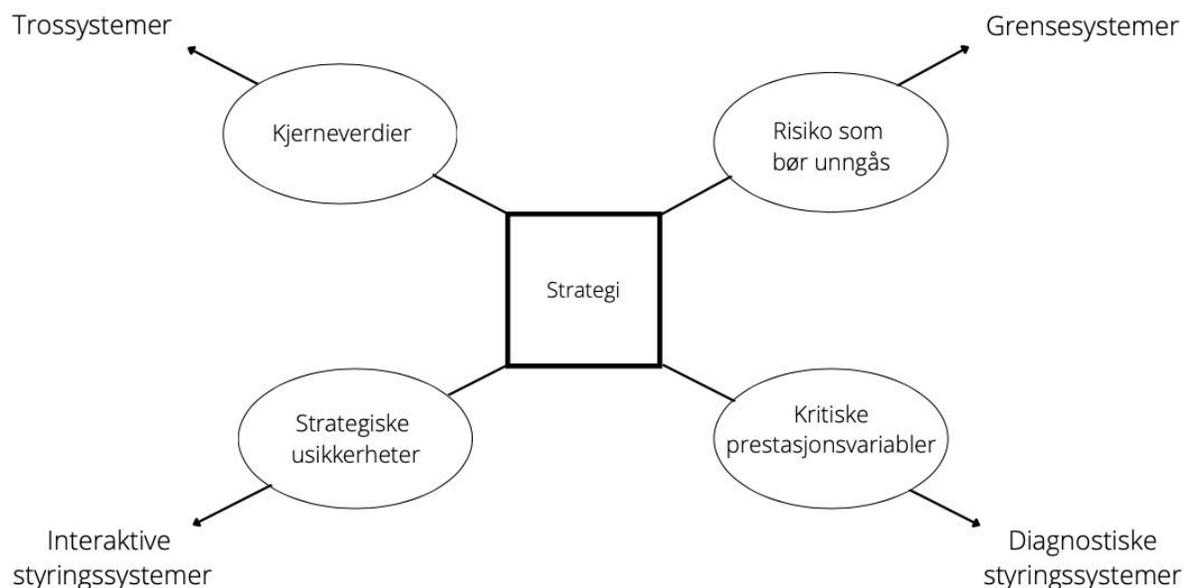 Trossystemer
Grensesystemer
Kjerneverdier
Risiko som
bør unngås
Strategi
Strategiske
usikkerheter
Kritiske
prestasjonsvariabler
Interaktive
styringssystemer
Diagnostiske
styringssystemer